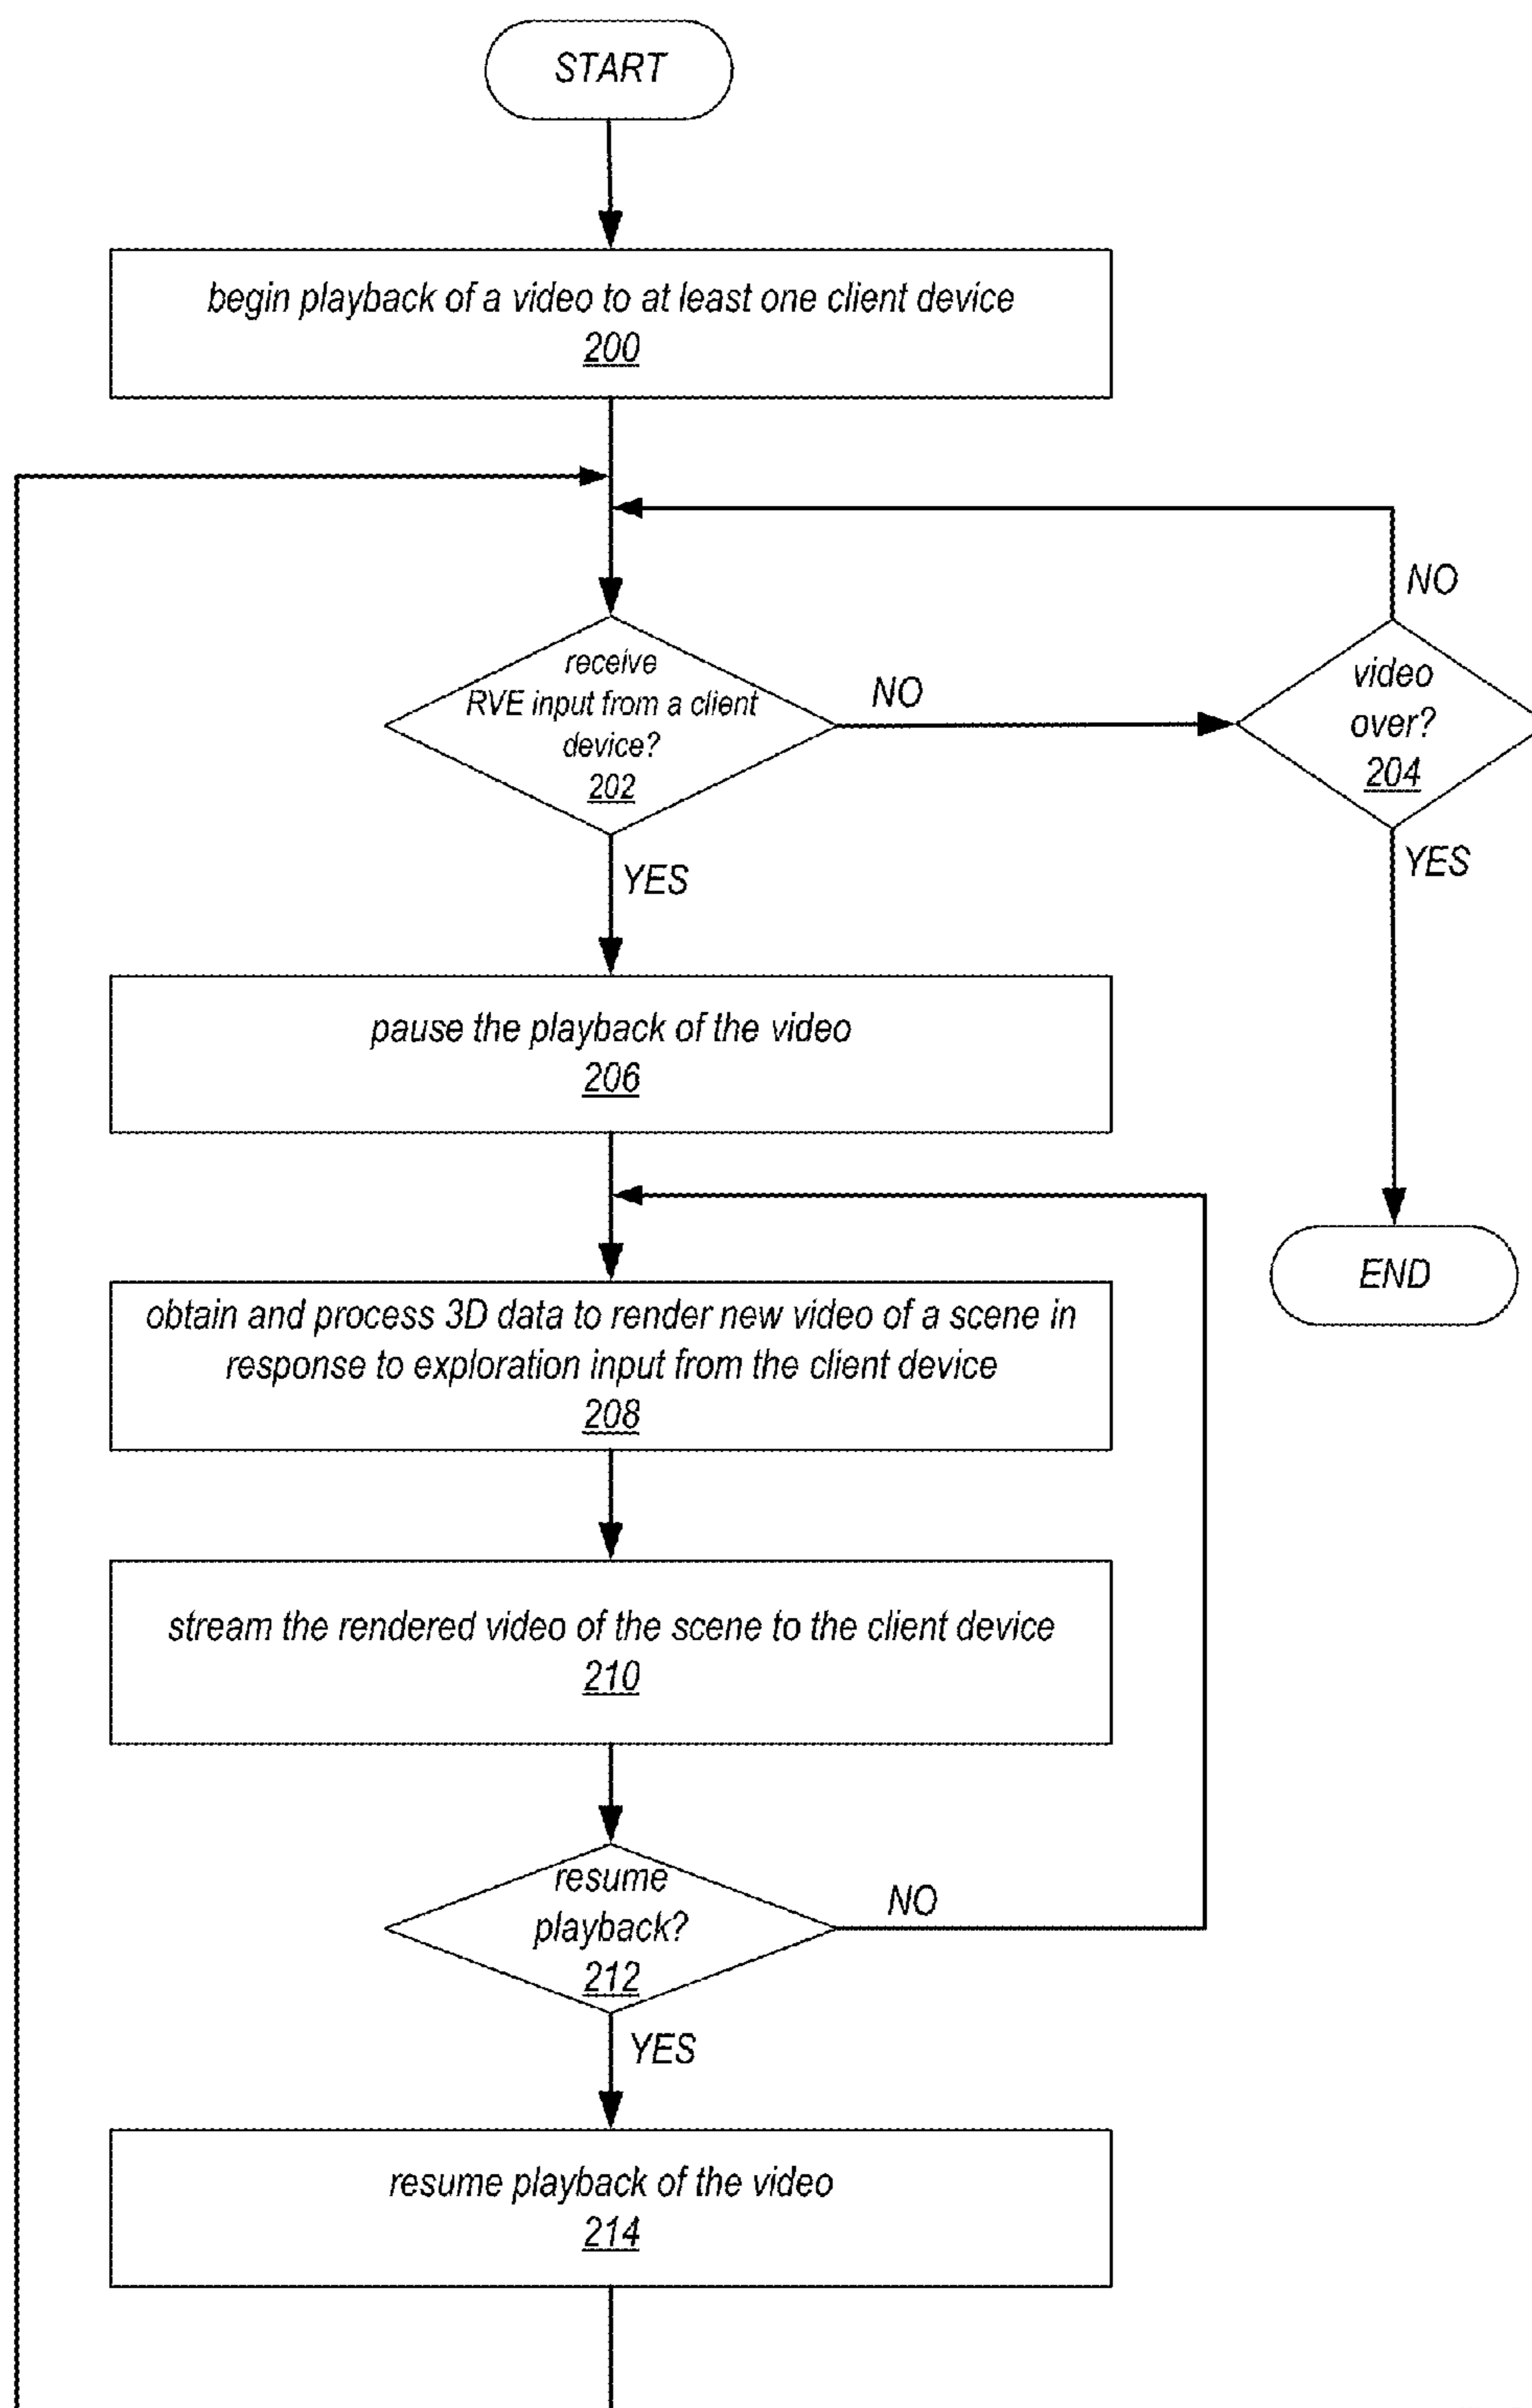 START
begin playback of a video to at least one client device
200
NO
receive
RVE input from a client
device?
202
NO
video
over?
204
YES
YES
pause the playback of the video
206
obtain and process 3D data to render new video of a scene in
response to exploration input from the client device
208
END
stream the rendered video of the scene to the client device
210
resume
playback?
212
NO
YES
resume playback of the video
214